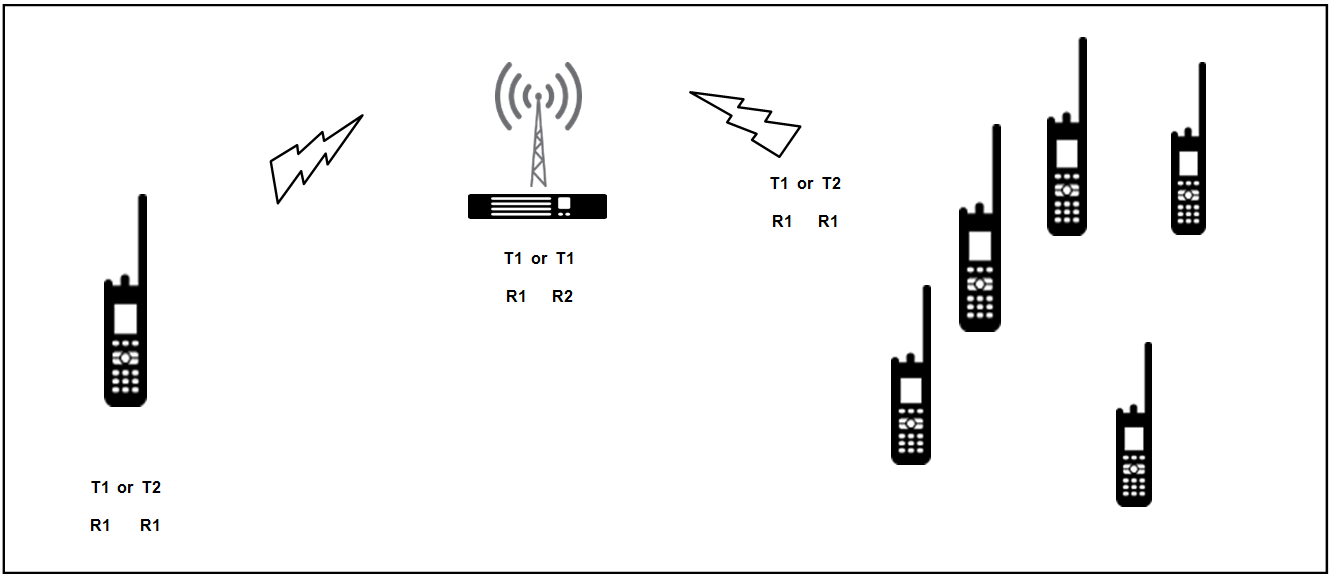 T1 or T2
R1 R1
T1 or T1
R1 R2
T1 or T2
R1 R1